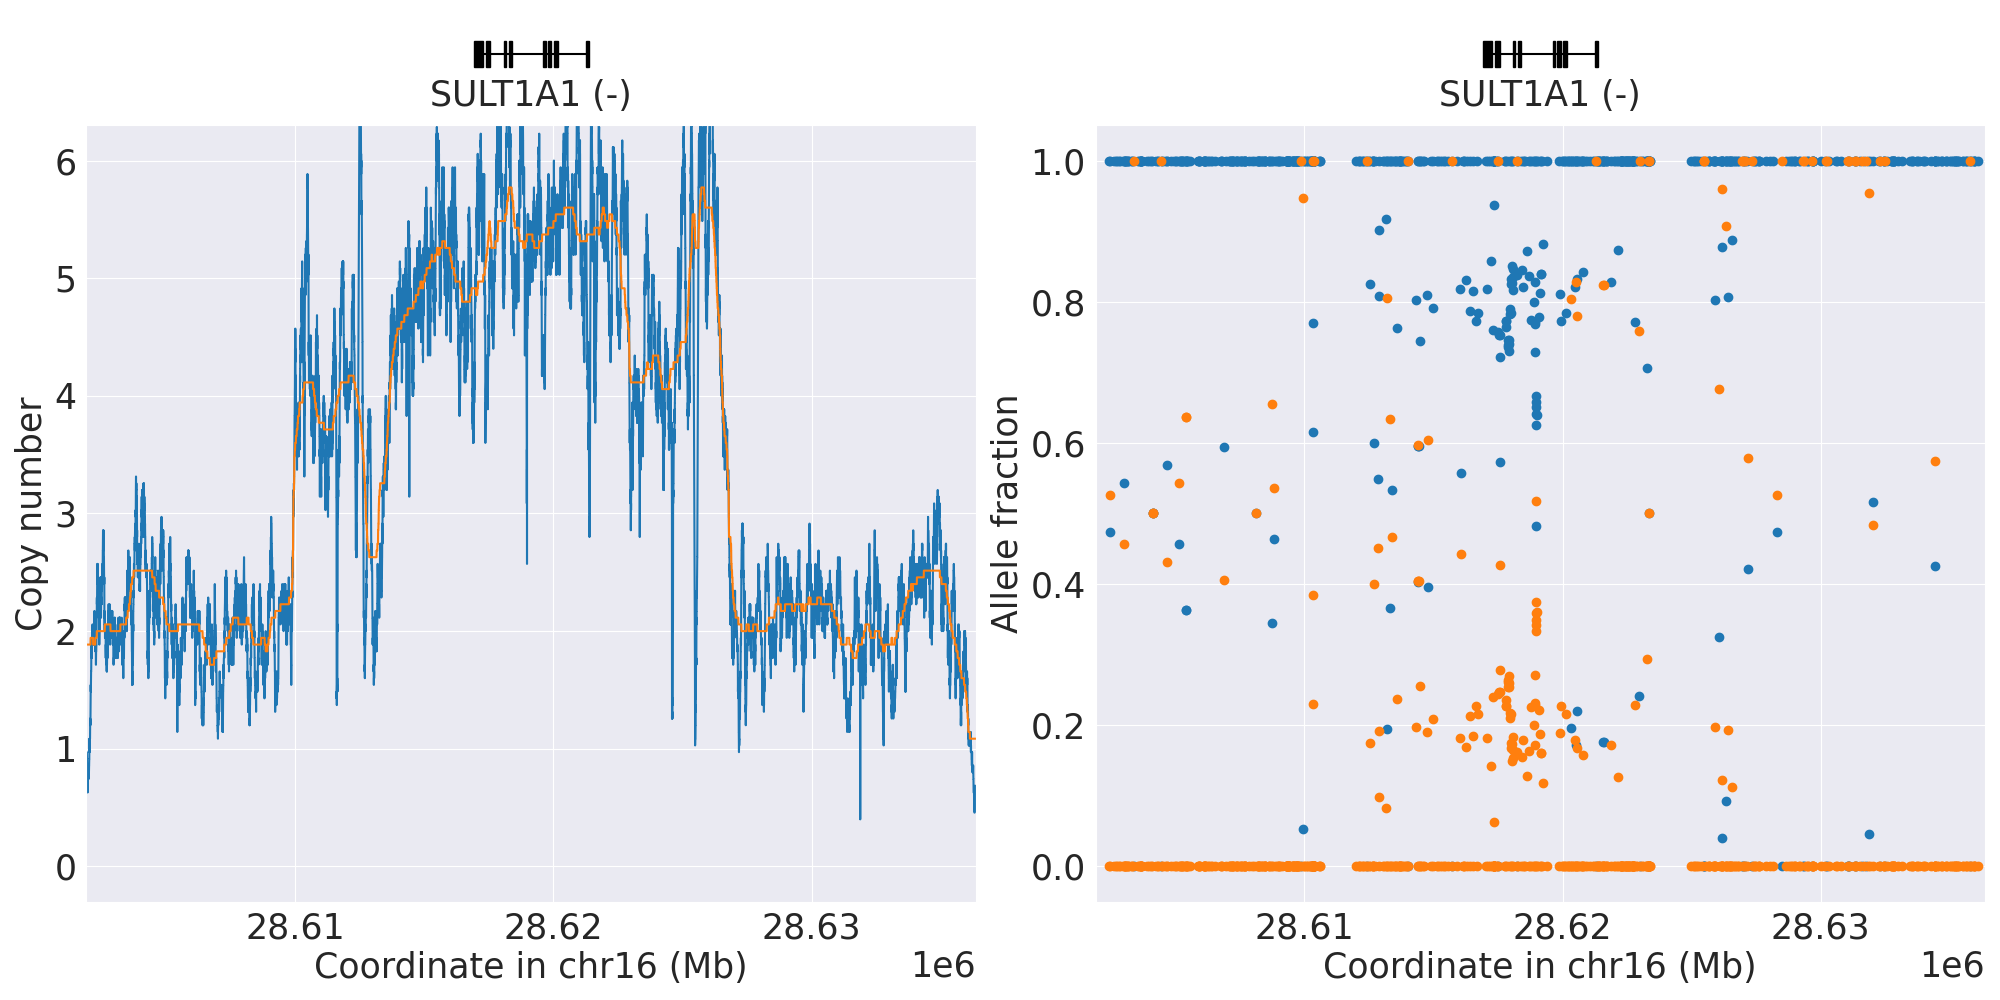 SULT1A1 (-)
6
5
4
3
2
1
0
Copy number
28.61
28.62
28.63
Coordinate in chr16 (Mb)
1e6
SULT1A1 (-)
1.0
0.8
0.6
0.4
0.2
0.0
Allele fraction
28.61
28.62
28.63
Coordinate in chr16 (Mb)
1e6